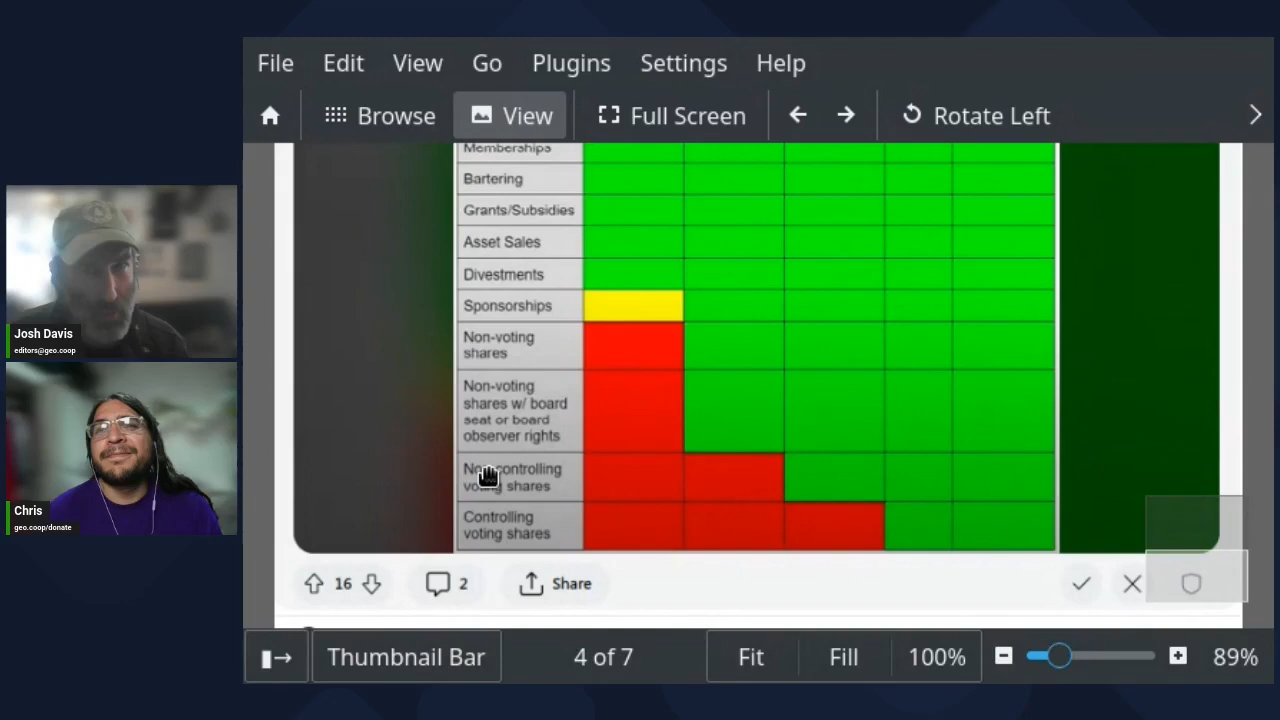 File Edit View Go Plugins Settings Help
Browse View Full Screen Rotate Left
Memberships
Bartering
Grants/Subsidies
Asset Sales
Divestments
Sponsorships
Non-voting
shares
Non-voting
shares w/ board
seat or board
observer rights
controlling
shares
Controlling
voting shares
16 2 Share
Thumbnail Bar 4 of 7 Fit Fill 100% 89%
Josh Davis
editors@geo.coop
Chris
geo.coop/donate